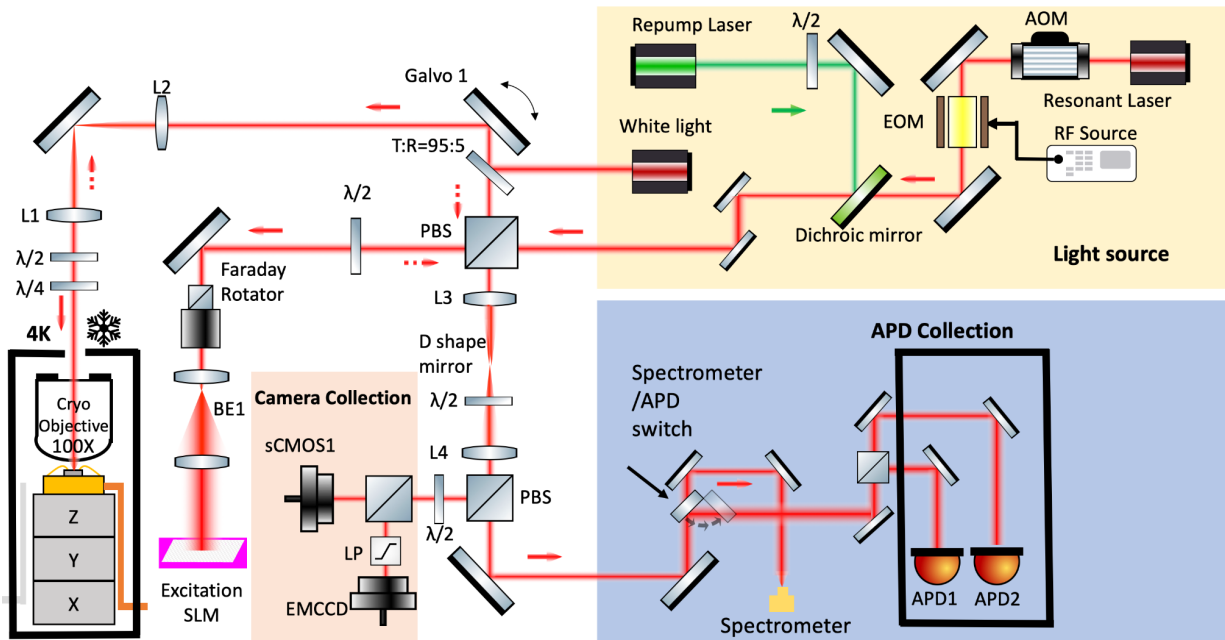 Repump Laser
λ/2
AOM
Resonant Laser
EOM
RF Source
White light
Dichroic mirror
Light source
Galvo 1
L2
T:R=95:5
L1
λ/2
PBS
λ/2
λ/4
Faraday
Rotator
L3
4K
D shape
mirror
APD Collection
Camera Collection
BE1
λ/2
Spectrometer
/APD
switch
Cryo
Objective
100X
sCMOS1
L4
PBS
Z
λ/2
Y
LP
Excitation
SLM
X
EMCCD
APD1
APD2
Spectrometer